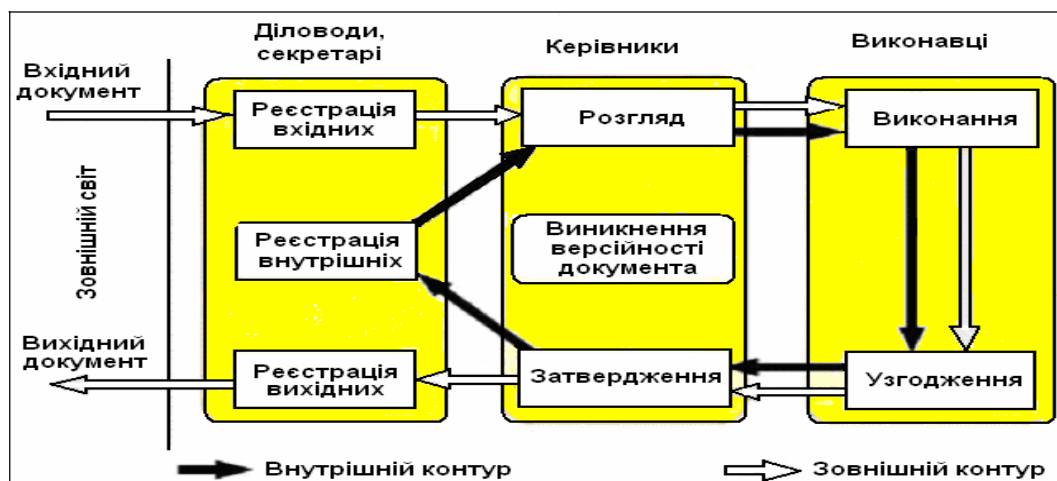 Діловоди,
секретарі
Керівники
Виконавці
Вхідний
документ
Реєстрація
вхідних
Розгляд
Виконання
Зовнішній світ
Реєстрація
внутрішніх
Виникнення
версійності
документа
Вихідний
документ
Реєстрація
вихідних
Затвердження
Узгодження
Внутрішній контур
Зовнішній контур